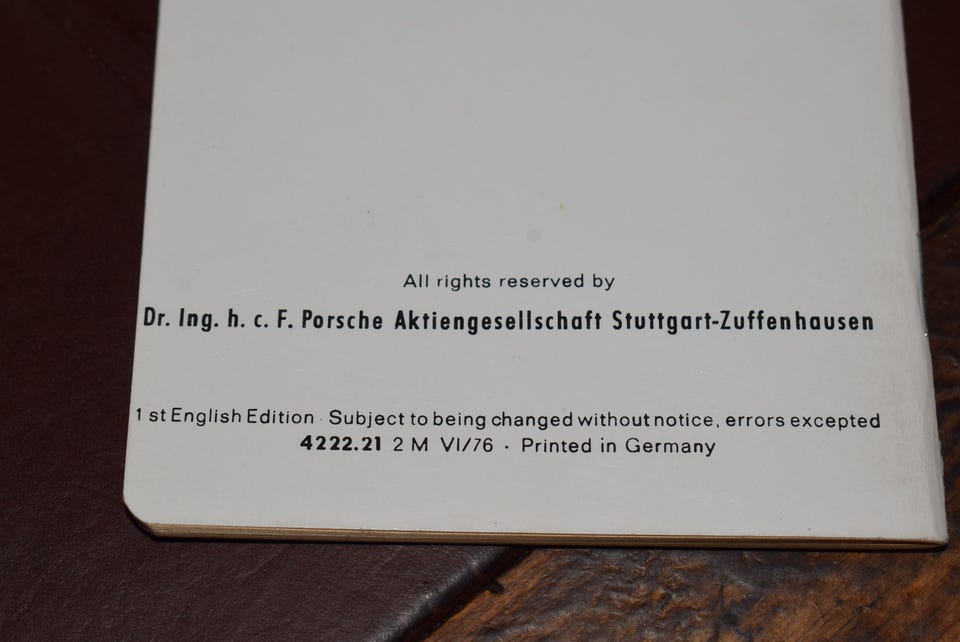 All rights reserved by
Dr. Ing. h. c. F. Porsche Aktiengesellschaft Stuttgart-Zuffenhausen
1 st English Edition · Subject to being changed without notice, errors excepted
4222.21 2 M VI/76 · Printed in Germany